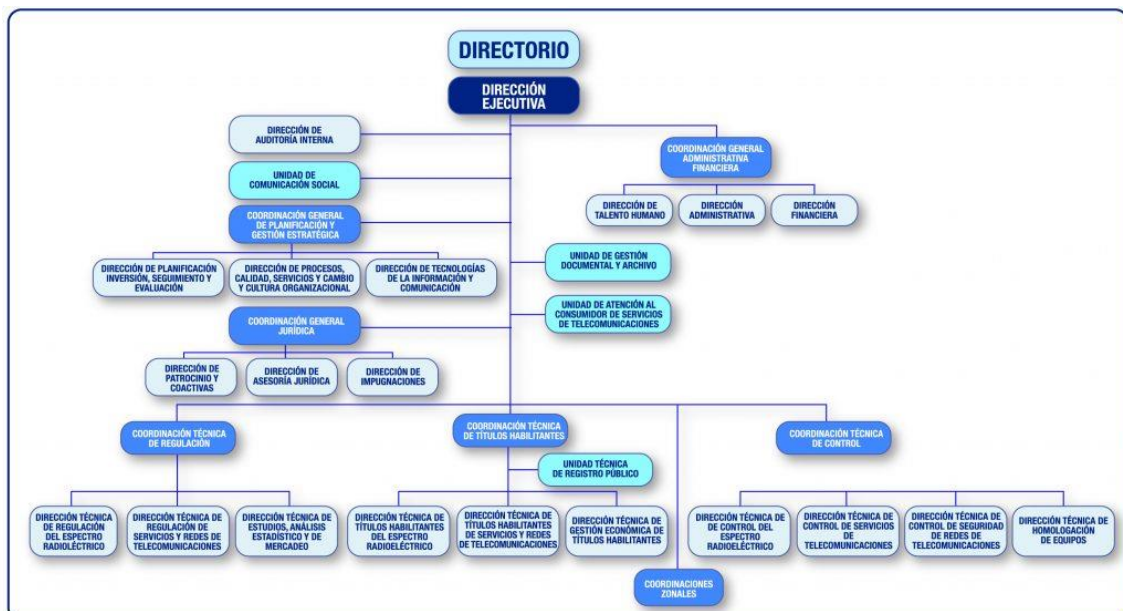 DIRECTORIO
DIRECCIÓN
EJECUTIVA
DIRECCIÓN DE
AUDITORÍA INTERNA
COORDINACIÓN GENERAL
ADMINISTRATIVA
FINANCIERA
UNIDAD DE
COMUNICACIÓN SOCIAL
DIRECCIÓN DE
TALENTO HUMANO
DIRECCIÓN
ADMINISTRATIVA
DIRECCIÓN
FINANCIERA
COORDINACIÓN GENERAL
DE PLANIFICACIÓN Y
GESTIÓN ESTRATÉGICA
DIRECCIÓN DE PLANIFICACIÓN
INVERSIÓN, SEGUIMIENTO Y
EVALUACIÓN
DIRECCIÓN DE PROCESOS,
CALIDAD, SERVICIOS Y CAMBIO
Y CULTURA ORGANIZACIONAL
DIRECCIÓN DE TECNOLOGÍAS
DE LA INFORMACIÓN Y
COMUNICACIÓN
UNIDAD DE GESTIÓN
DOCUMENTAL Y ARCHIVO
UNIDAD DE ATENCIÓN AL
CONSUMIDOR DE SERVICIOS
DE TELECOMUNICACIONES
COORDINACIÓN GENERAL
JURÍDICA
DIRECCIÓN DE
PATROCINIO Y
COACTIVAS
DIRECCIÓN DE
ASESORÍA JURÍDICA
DIRECCIÓN DE
IMPUGNACIONES
COORDINACIÓN TÉCNICA
DE REGULACIÓN
COORDINACIÓN TÉCNICA
DE TÍTULOS HABILITANTES
COORDINACIÓN TÉCNICA
DE CONTROL
UNIDAD TÉCNICA
DE REGISTRO PÚBLICO
DIRECCIÓN TÉCNICA
DE REGULACIÓN
DEL ESPECTRO
RADIOLÉCTRICO
DIRECCIÓN TÉCNICA DE
REGULACIÓN DE
SERVICIOS Y REDES DE
TELECOMUNICACIONES
DIRECCIÓN TÉCNICA DE
ESTUDIOS, ANÁLISIS
ESTADÍSTICO Y DE
MERCADEO
DIRECCIÓN TÉCNICA DE
TÍTULOS HABILITANTES
DEL ESPECTRO
RADIOELÉCTRICO
DIRECCIÓN TÉCNICA DE
TÍTULOS HABILITANTES
DE SERVICIOS Y REDES
DE TELECOMUNICACIONES
DIRECCIÓN TÉCNICA DE
GESTIÓN ECONÓMICA DE
TÍTULOS HABILITANTES
DIRECCIÓN TÉCNICA DE
DE CONTROL DEL
ESPECTRO
RADIOELÉCTRICO
DIRECCIÓN TÉCNICA DE
CONTROL DE SERVICIOS
DE
TELECOMUNICACIONES
DIRECCIÓN TÉCNICA DE
CONTROL DE SEGURIDAD
DE REDES DE
TELECOMUNICACIONES
DIRECCIÓN TÉCNICA DE
HOMOLOGACIÓN
DE EQUIPOS
COORDINACIONES
ZONALES